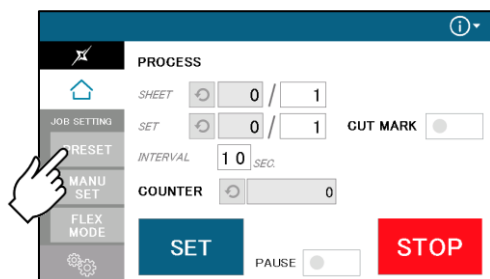 PROCESS
SHEET 0 / 1
JOB SETTING
SET 0 / 1 CUT MARK
PRESET
INTERVAL 10 SEC.
MANU SET
COUNTER 0
FLEX MODE
SET
PAUSE
STOP